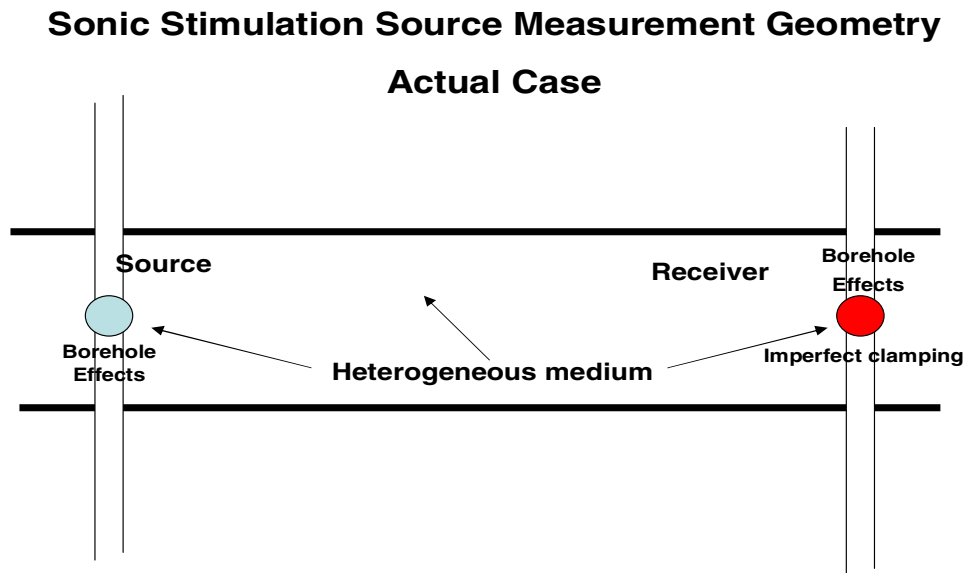 Sonic Stimulation Source Measurement Geometry
Actual Case
Source
Borehole
Effects
Heterogeneous medium
Receiver
Borehole
Effects
Imperfect clamping